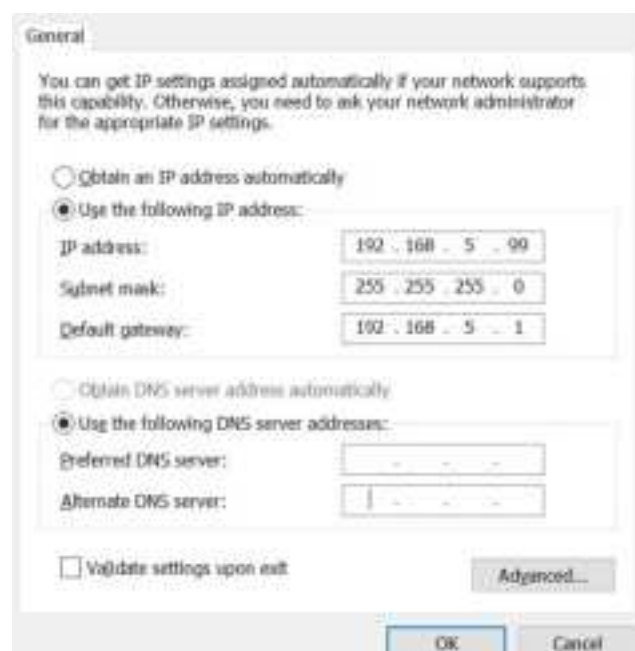 General
You can get IP settings assigned automatically if your network supports
this capability. Otherwise, you need to ask your network administrator
for the appropriate IP settings.
Obtain an IP address automatically
Use the following IP address:
IP address: 192 . 168 . 5 . 99
Subnet mask: 255 . 255 . 255 . 0
Default gateway: 192 . 168 . 5 . 1
Obtain DNS server address automatically
Use the following DNS server addresses:
Preferred DNS server: . . .
Alternate DNS server: . . .
Validate settings upon exit
Advanced...
OK Cancel